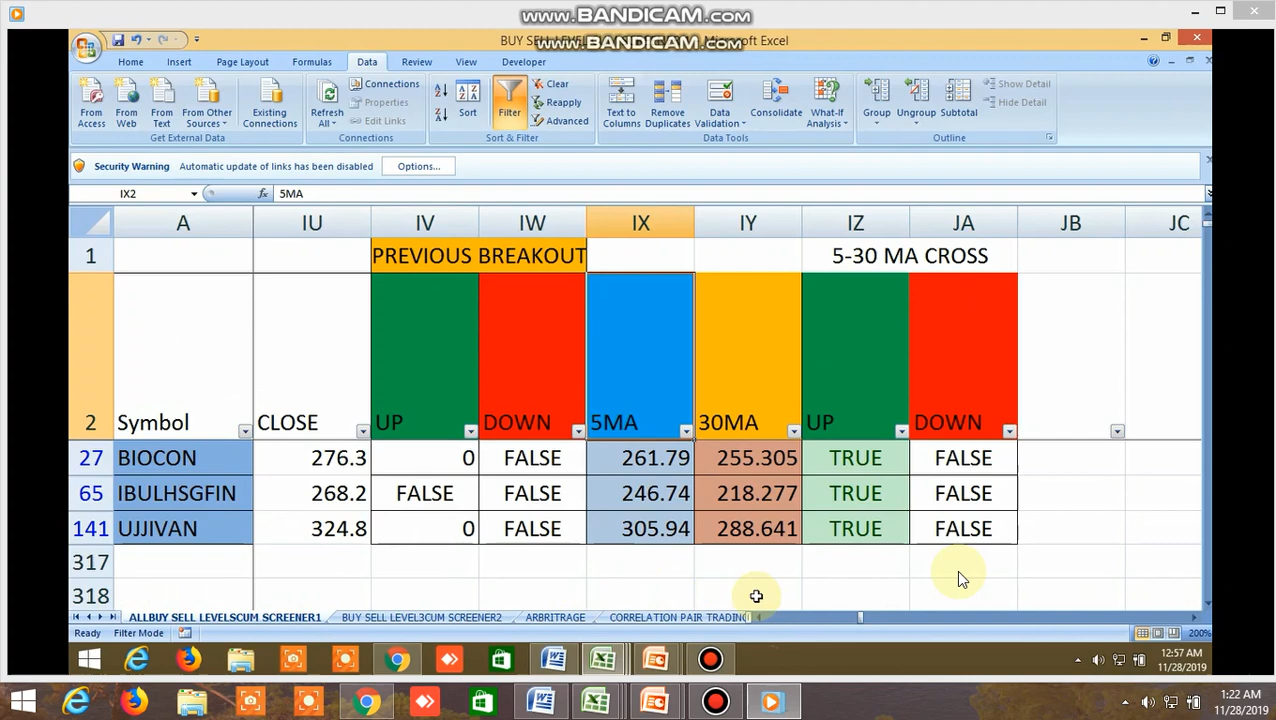 www.BANDICAM.com
BUY SELL LEVEL
Microsoft Excel
www.BANDICAM.com
Home Insert Page Layout Formulas Data Review View Developer
From Access
From Web
From Text
From Other Sources
Existing Connections
Get External Data
Refresh All
Connections
Properties
Edit Links
Connections
Sort
Filter
Clear
Reapply
Advanced
Sort & Filter
Text to Columns
Remove Duplicates
Data Validation
Consolidate
What-If Analysis
Data Tools
Group
Ungroup
Subtotal
Show Detail
Hide Detail
Outline
Security Warning Automatic update of links has been disabled Options...
IX2 fx 5MA
A IU IV IW IX IY IZ JA JB JC
1 PREVIOUS BREAKOUT 5-30 MA CROSS
2 Symbol CLOSE UP DOWN 5MA 30MA UP DOWN
27 BIOCON 276.3 0 FALSE 261.79 255.305 TRUE FALSE
65 IBULHSGFIN 268.2 FALSE FALSE 246.74 218.277 TRUE FALSE
141 UJJIVAN 324.8 0 FALSE 305.94 288.641 TRUE FALSE
317
318
ALLBUY SELL LEVELSCUM SCREENER1 BUY SELL LEVEL3CUM SCREENER2 ARBRITRAGE CORRELATION PAIR TRADING
Ready Filter Mode 200%
12:57 AM
11/28/2019
1:22 AM
11/28/2019